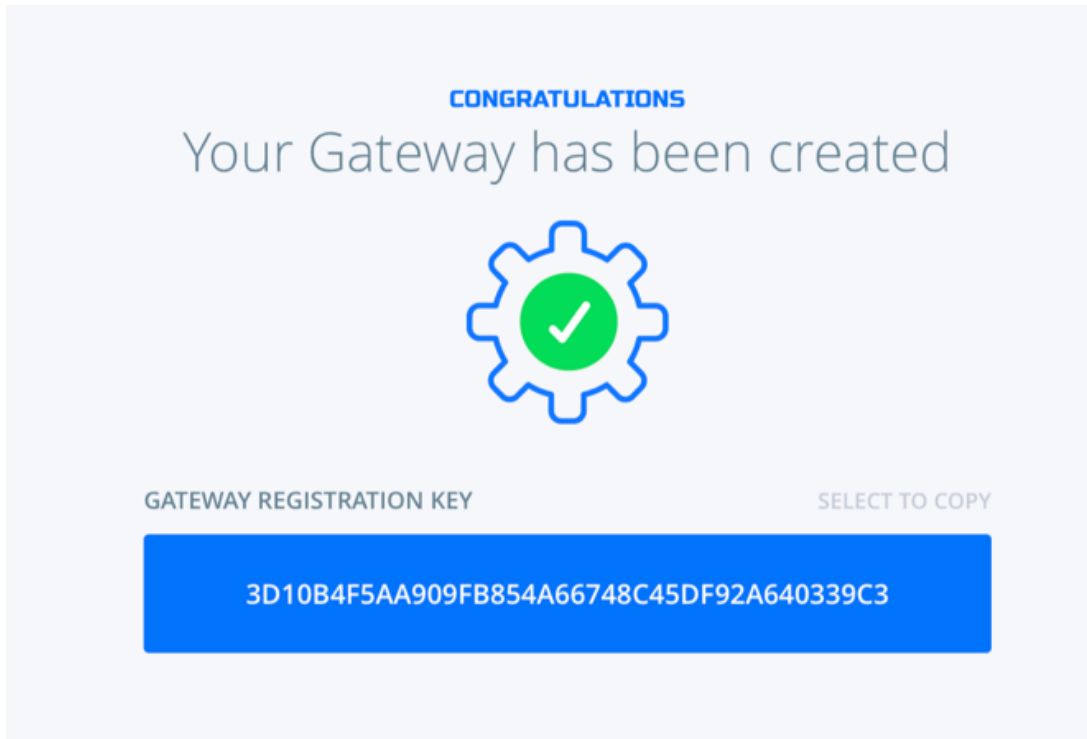 CONGRATULATIONS
Your Gateway has been created
GATEWAY REGISTRATION KEY
SELECT TO COPY
3D10B4F5AA909FB854A66748C45DF92A640339C3